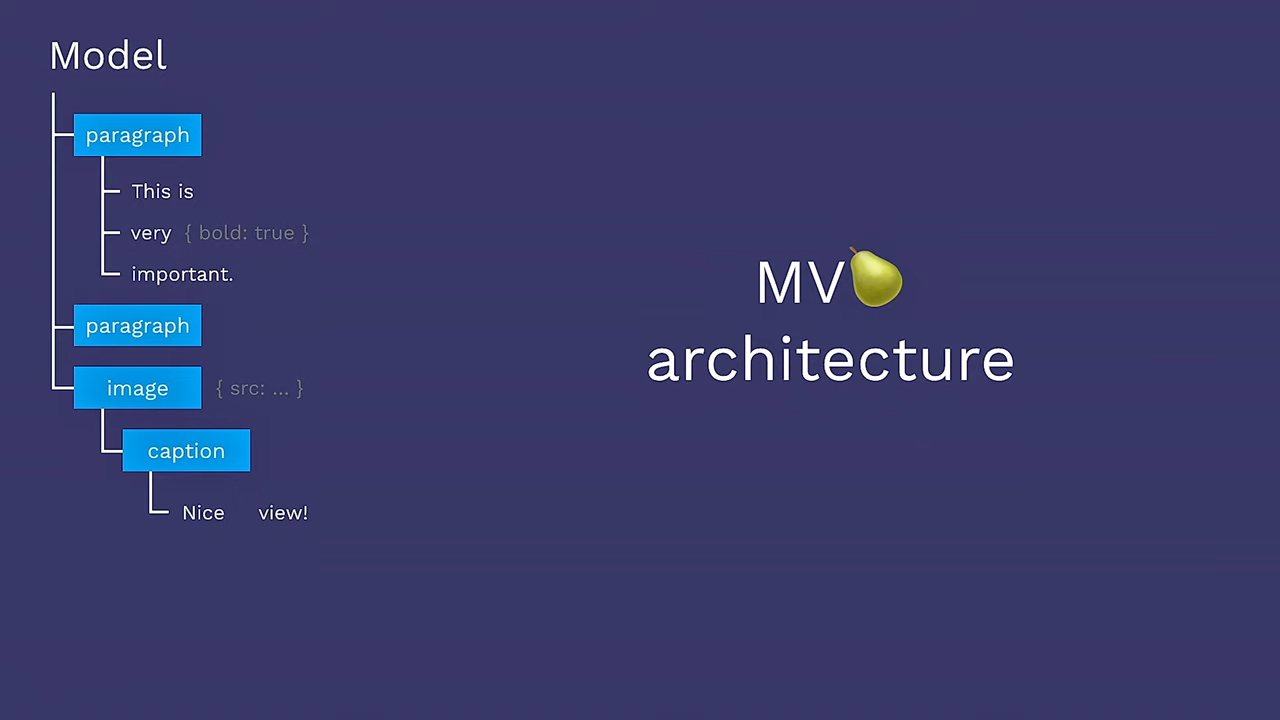 Model
paragraph
This is
very { bold: true }
important.
paragraph
image { src: ... }
caption
Nice view!
MV
architecture